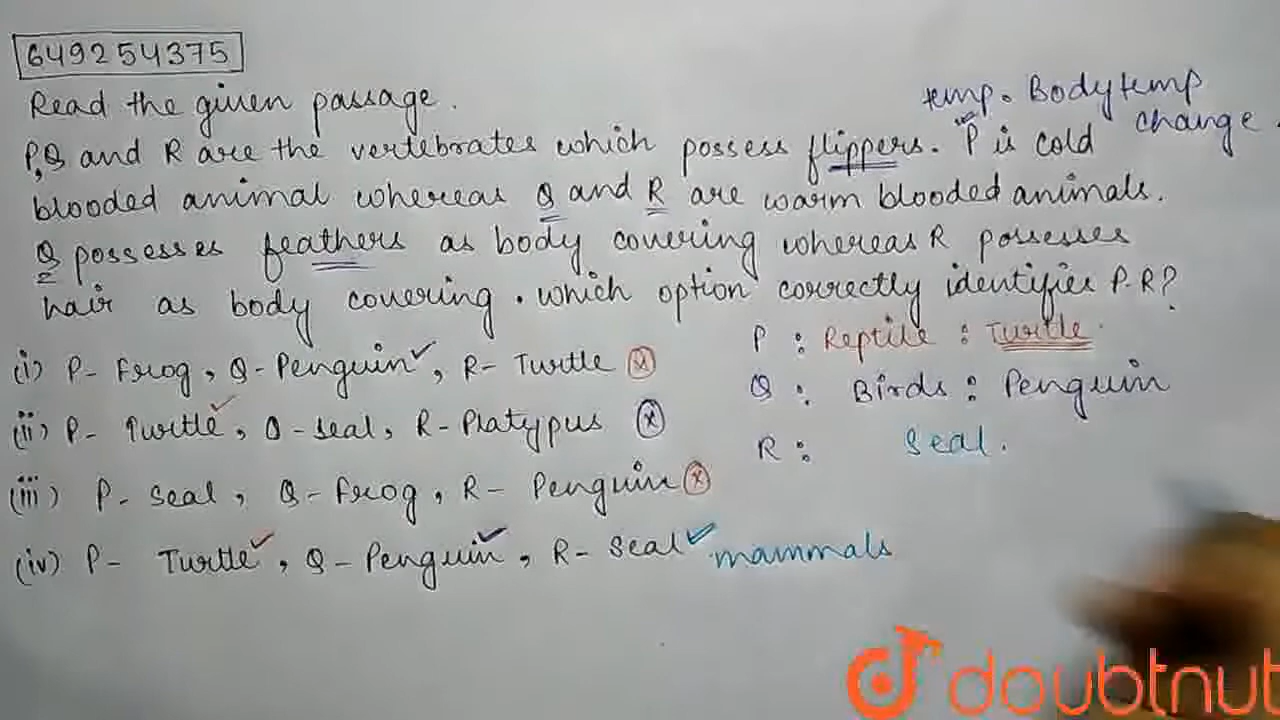 649254375
Read the given passage.
temp. Body temp
change.
P,Q and R are the vertebrates which possess flippers. P is cold
blooded animal whereas Q and R are warm blooded animals.
Q possesses feathers as body covering whereas R possesses
hair as body covering. which option correctly identifies P-R?
(i) P- Frog, Q-Penguin✓, R- Turtle ⓧ
(ii) P- Turtle✓, Q-seal, R-Platypus ⓧ
(iii) P- seal, Q-Frog, R- Penguin ⓧ
(iv) P- Turtle✓, Q-Penguin✓, R- Seal✓ mammals
P : Reptile : Turtle.
Q : Birds : Penguin
R : Seal.
doubtnut